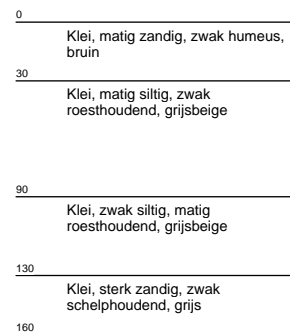 0
Klei, matig zandig, zwak humeus,
bruin
30
Klei, matig siltig, zwak
roesthoudend, grijsbeige
90
Klei, zwak siltig, matig
roesthoudend, grijsbeige
130
Klei, sterk zandig, zwak
schelphoudend, grijs
160